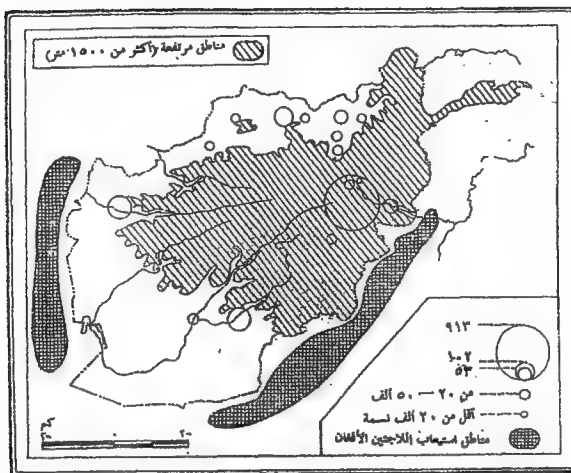 مناطق مرتفعة (أكثر من ١٥٠٠ متر)
٩١٣
١٠٢
٥٣
من ٢٠ — ٥٠ ألف
أقل من ٢٠ ألف نسمة
مناطق استيعاب اللاجئين الأفغان